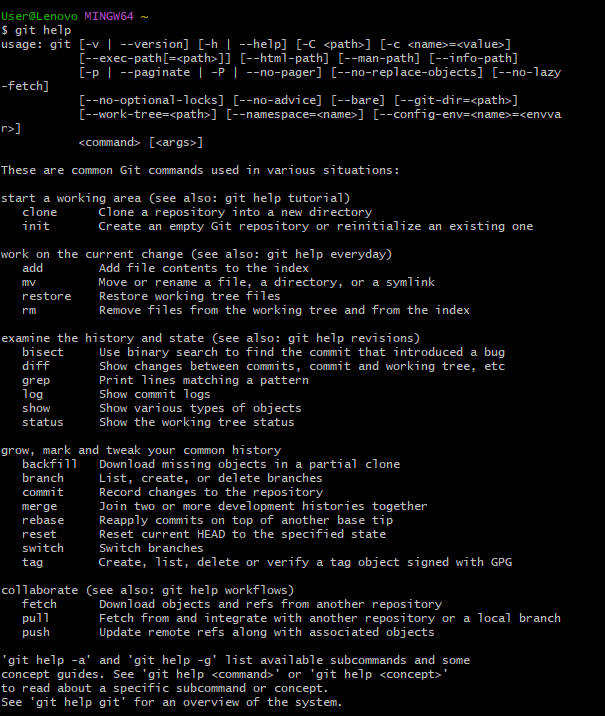 User@Lenovo MINGW64 ~
$ git help
usage: git [-v | --version] [-h | --help] [-C <path>] [-c <name>=<value>]
           [--exec-path[=<path>]] [--html-path] [--man-path] [--info-path]
           [-p | --paginate | -P | --no-pager] [--no-replace-objects] [--no-lazy
-fetch]
           [--no-optional-locks] [--no-advice] [--bare] [--git-dir=<path>]
           [--work-tree=<path>] [--namespace=<name>] [--config-env=<name>=<envva
r>]
           <command> [<args>]

These are common Git commands used in various situations:

start a working area (see also: git help tutorial)
   clone      Clone a repository into a new directory
   init       Create an empty Git repository or reinitialize an existing one

work on the current change (see also: git help everyday)
   add        Add file contents to the index
   mv         Move or rename a file, a directory, or a symlink
   restore    Restore working tree files
   rm         Remove files from the working tree and from the index

examine the history and state (see also: git help revisions)
   bisect     Use binary search to find the commit that introduced a bug
   diff       Show changes between commits, commit and working tree, etc
   grep       Print lines matching a pattern
   log        Show commit logs
   show       Show various types of objects
   status     Show the working tree status

grow, mark and tweak your common history
   backfill   Download missing objects in a partial clone
   branch     List, create, or delete branches
   commit     Record changes to the repository
   merge      Join two or more development histories together
   rebase     Reapply commits on top of another base tip
   reset      Reset current HEAD to the specified state
   switch     Switch branches
   tag        Create, list, delete or verify a tag object signed with GPG

collaborate (see also: git help workflows)
   fetch      Download objects and refs from another repository
   pull       Fetch from and integrate with another repository or a local branch
   push       Update remote refs along with associated objects

'git help -a' and 'git help -g' list available subcommands and some
concept guides. See 'git help <command>' or 'git help <concept>'
to read about a specific subcommand or concept.
See 'git help git' for an overview of the system.